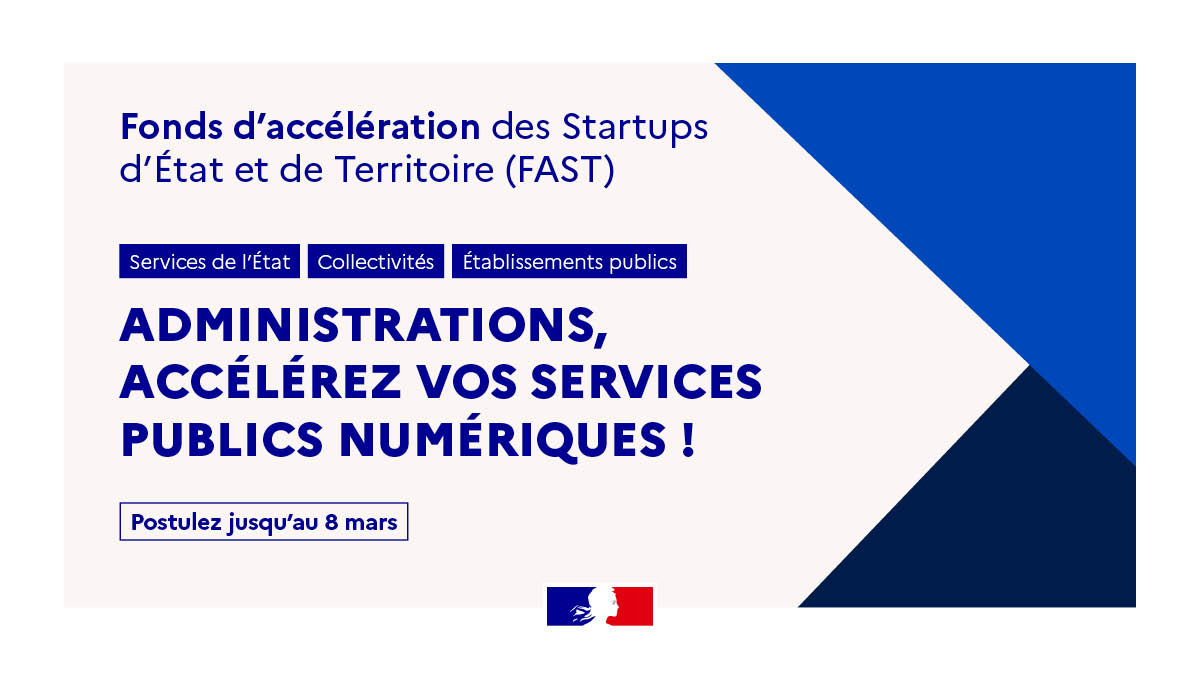 Fonds d’accélération des Startups
d’État et de Territoire (FAST)
Services de l’État Collectivités Établissements publics
ADMINISTRATIONS,
ACCÉLÉREZ VOS SERVICES
PUBLICS NUMÉRIQUES !
Postulez jusqu’au 8 mars